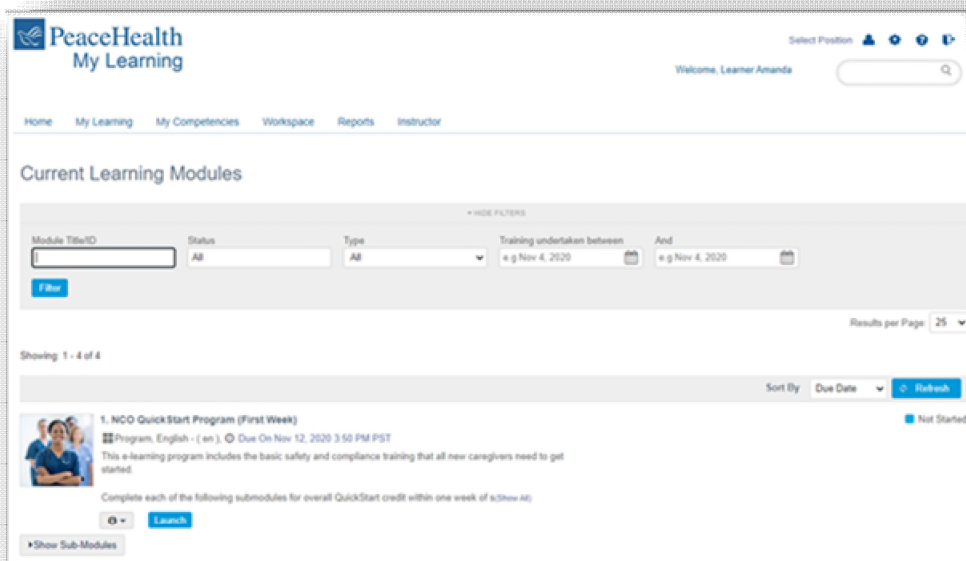 PeaceHealth
My Learning
Select Position
Welcome, Learner Amanda
Home My Learning My Competencies Workspace Reports Instructor
Current Learning Modules
HIDE FILTERS
Module Title/ID Status Type Training undertaken between And
All All e.g Nov 4, 2020 e.g Nov 4, 2020
Filter
Results per Page: 25
Showing 1 - 4 of 4
Sort By Due Date Refresh
1. NCO QuickStart Program (First Week) Not Started
Program, English - ( en ), Due On Nov 12, 2020 3:50 PM PST
This e-learning program includes the basic safety and compliance training that all new caregivers need to get
started.
Complete each of the following submodules for overall QuickStart credit within one week of s(Show All)
Launch
Show Sub-Modules